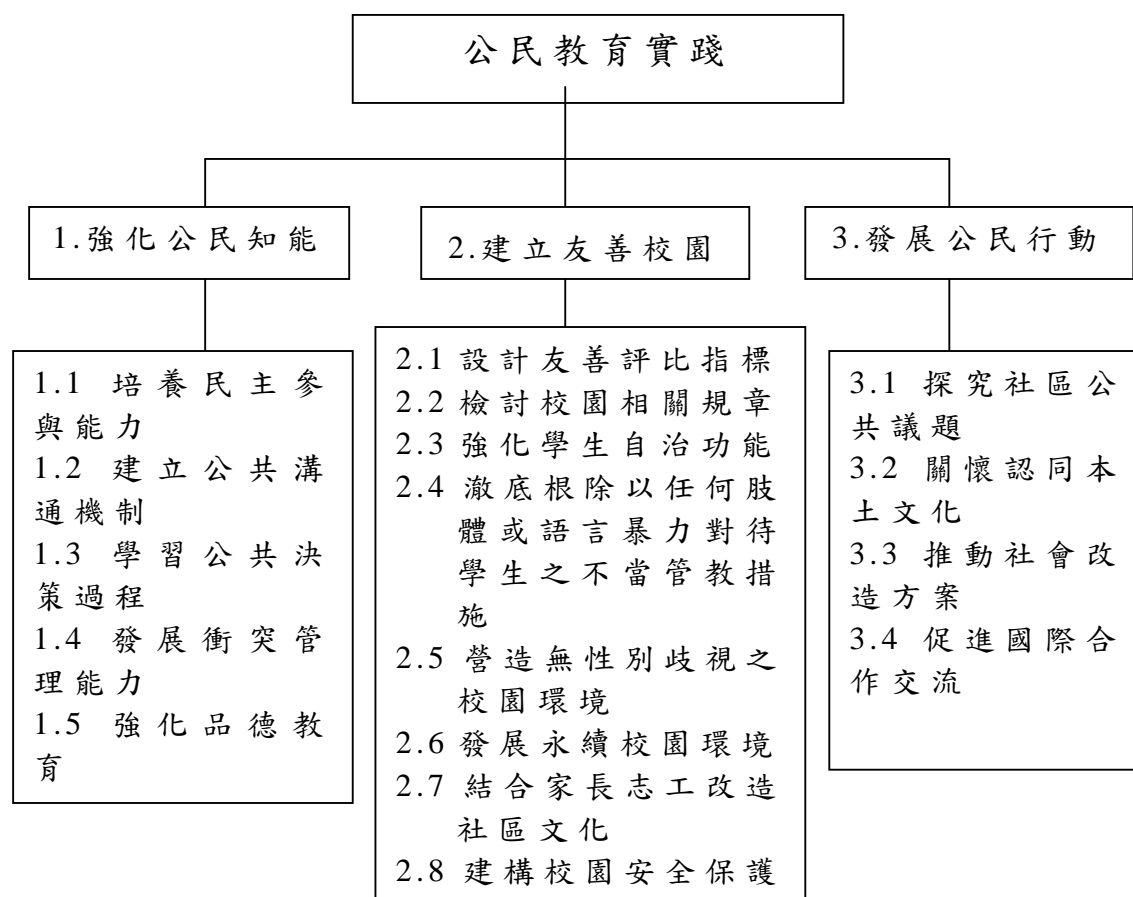 公民教育實踐
1.強化公民知能
2.建立友善校園
3.發展公民行動
1.1 培養民主參
與能力
1.2 建立公共溝
通機制
1.3 學習公共決
策過程
1.4 發展衝突管
理能力
1.5 強化品德教
育
2.1 設計友善評比指標
2.2 檢討校園相關規章
2.3 強化學生自治功能
2.4 澈底根除以任何肢
體或語言暴力對待
學生之不當管教措
施
2.5 營造無性別歧視之
校園環境
2.6 發展永續校園環境
2.7 結合家長志工改造
社區文化
2.8 建構校園安全保護
3.1 探究社區公
共議題
3.2 關懷認同本
土文化
3.3 推動社會改
造方案
3.4 促進國際合
作交流